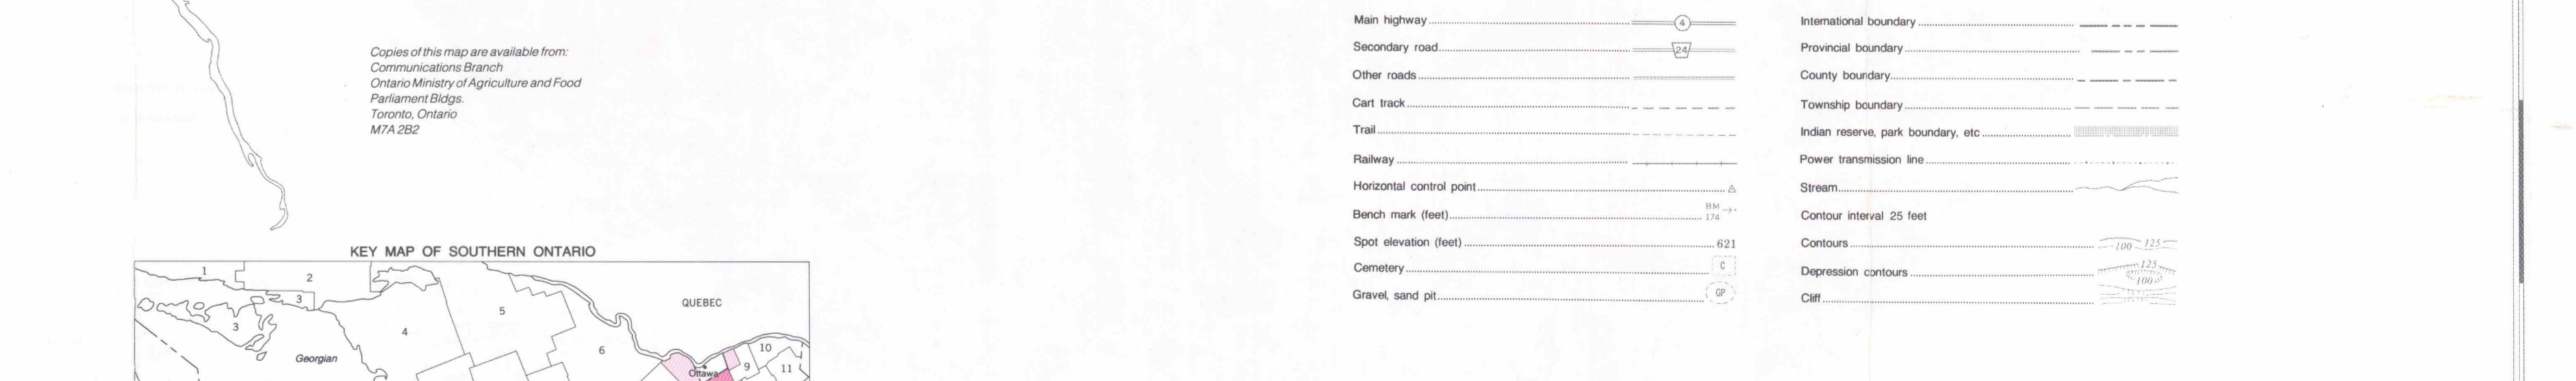 Copies of this map are available from:
Communications Branch
Ontario Ministry of Agriculture and Food
Parliament Bldgs.
Toronto, Ontario
M7A 2B2
KEY MAP OF SOUTHERN ONTARIO
1
2
3
3
4
5
6
QUEBEC
Georgian
Ottawa
9
10
11
Main highway 4
Secondary road 24
Other roads
Cart track
Trail
Railway
Horizontal control point
Bench mark (feet) BM 174
Spot elevation (feet) 621
Cemetery C
Gravel, sand pit GP
International boundary
Provincial boundary
County boundary
Township boundary
Indian reserve, park boundary, etc
Power transmission line
Stream
Contour interval 25 feet
Contours 100 125
Depression contours 125 100
Cliff